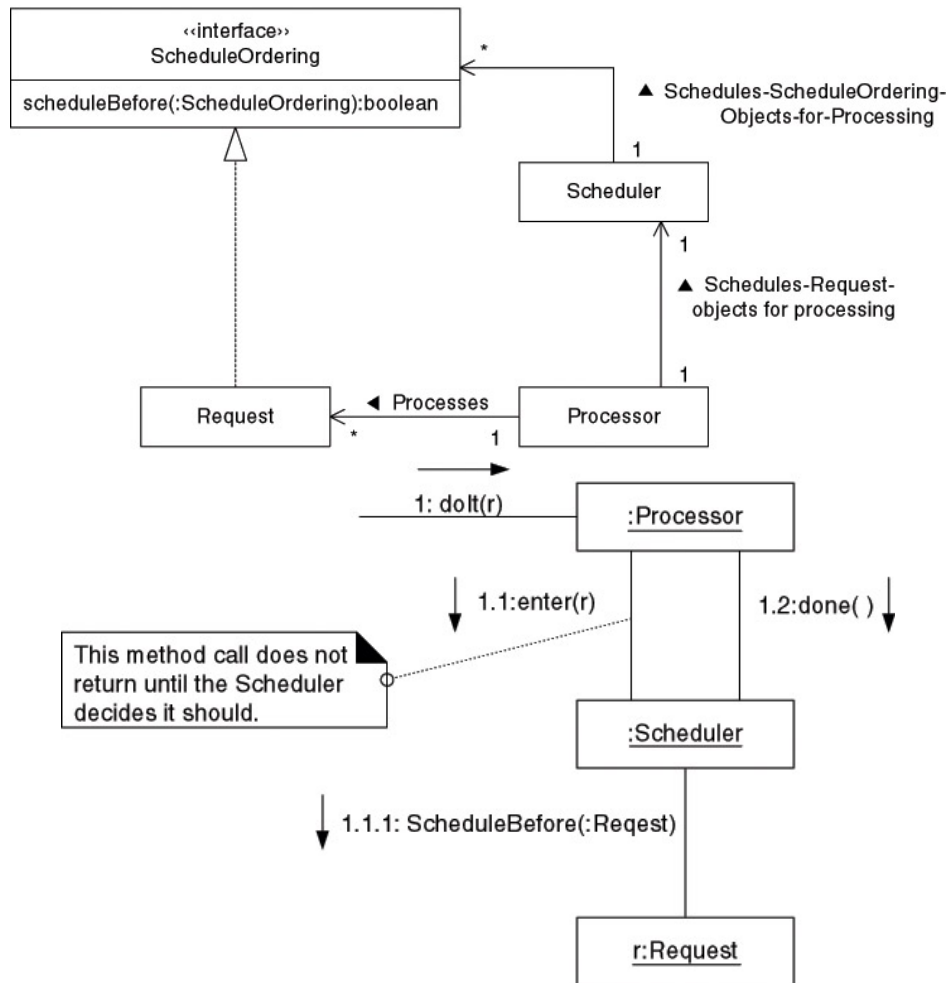 ‹‹interface››
ScheduleOrdering
scheduleBefore(:ScheduleOrdering):boolean
*
▲ Schedules-ScheduleOrdering-
Objects-for-Processing
1
Scheduler
1
▲ Schedules-Request-
objects for processing
1
Request
◀ Processes
Processor
*
1
1: doIt(r)
:Processor
1.1:enter(r)
1.2:done( )
This method call does not
return until the Scheduler
decides it should.
:Scheduler
1.1.1: ScheduleBefore(:Reqest)
r:Request